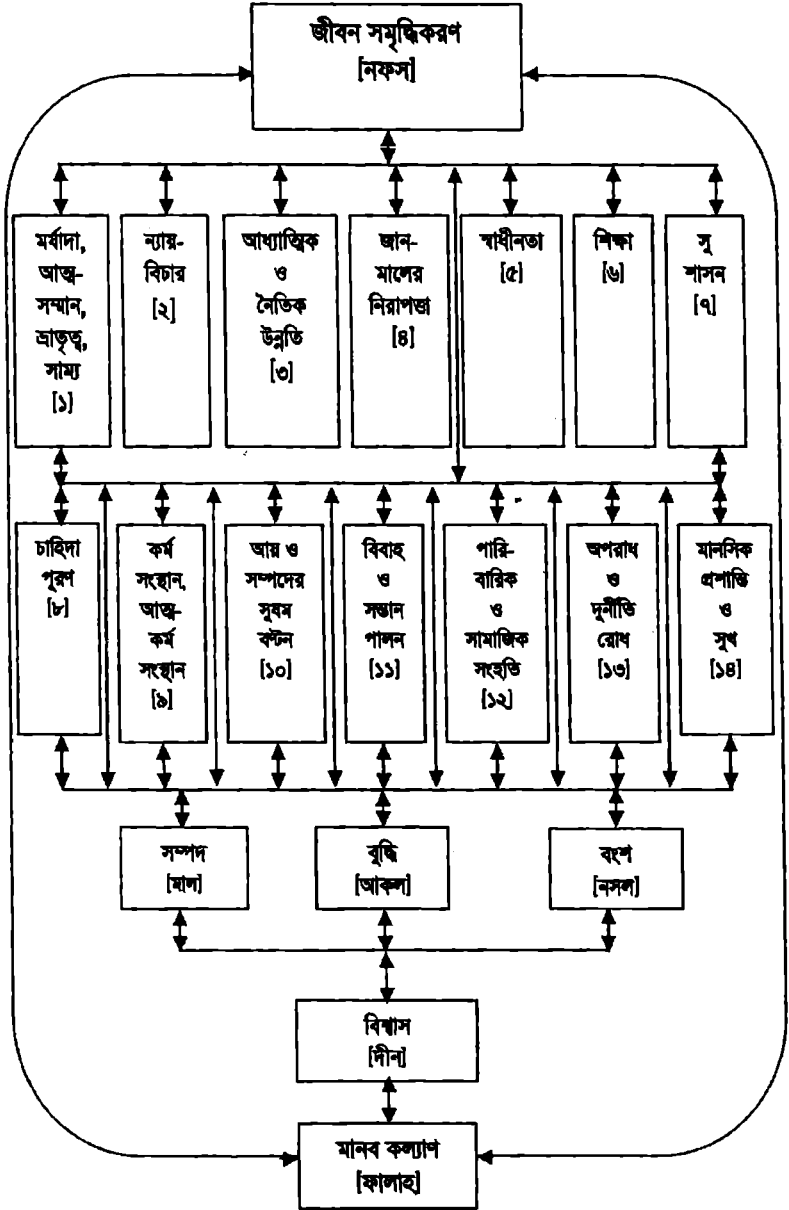 জীবন সমৃদ্ধিকরণ
[নফস]
মর্যাদা,
আত্ম-
সম্মান,
ভ্রাতৃত্ব,
সাম্য
[১]
ন্যায়-
বিচার
[২]
আধ্যাত্মিক
ও
নৈতিক
উন্নতি
[৩]
জান-
মালের
নিরাপত্তা
[৪]
স্বাধীনতা
[৫]
শিক্ষা
[৬]
সু
শাসন
[৭]
চাহিদা
পূরণ
[৮]
কর্ম
সংস্থান,
আত্ম-
কর্ম
সংস্থান
[৯]
আয় ও
সম্পদের
সুষম
বণ্টন
[১০]
বিবাহ
ও
সন্তান
পালন
[১১]
পারি-
বারিক
ও
সামাজিক
সংহতি
[১২]
অপরাধ
ও
দুর্নীতি
রোধ
[১৩]
মানসিক
প্রশান্তি
ও
সুখ
[১৪]
সম্পদ
[মাল]
বুদ্ধি
[আকল]
বংশ
[নসল]
বিশ্বাস
[দীন]
মানব কল্যাণ
[ফালাহ]